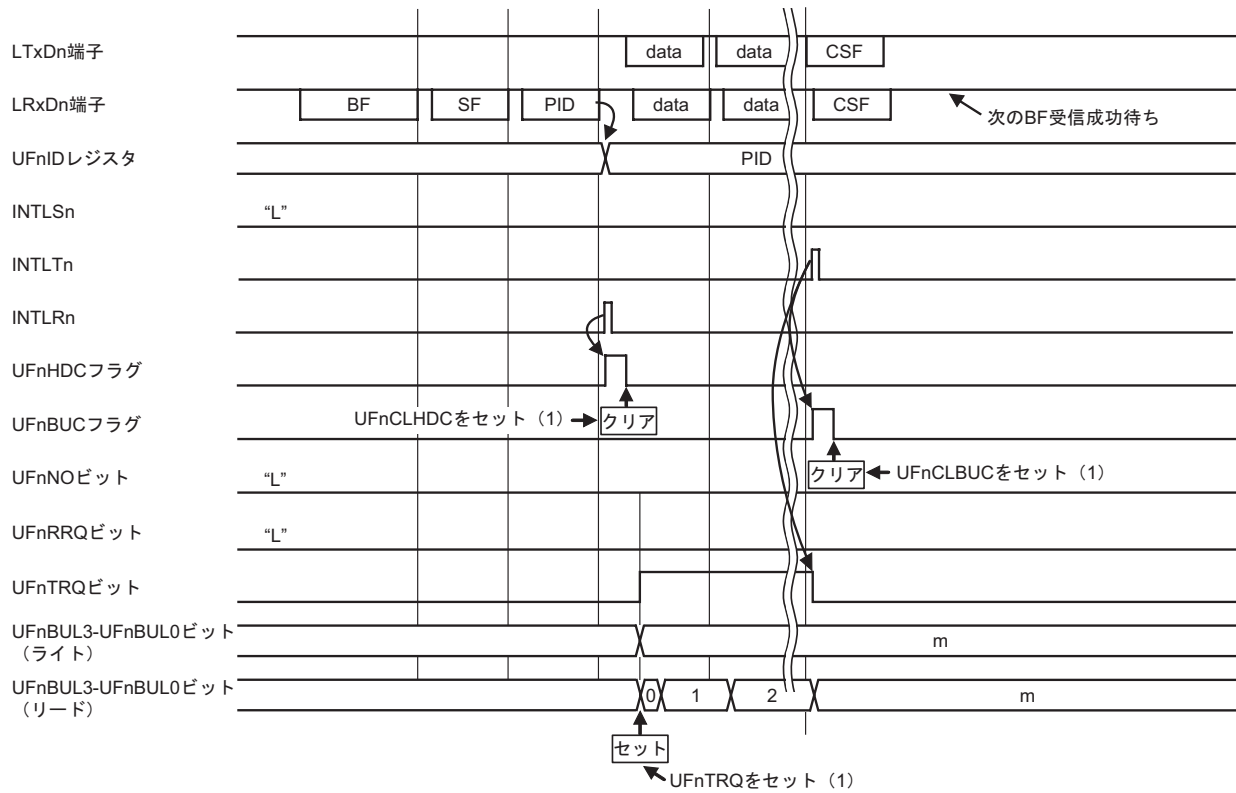 LTxDn端子
data
data
CSF
LRxDn端子
BF
SF
PID
data
data
CSF
次のBF受信成功待ち
UFnIDレジスタ
PID
INTLSn
“L”
INTLTn
INTLRn
UFnHDCフラグ
UFnCLHDCをセット（1）
クリア
UFnBUCフラグ
クリア
UFnCLBUCをセット（1）
UFnNOビット
“L”
UFnRRQビット
“L”
UFnTRQビット
UFnBUL3-UFnBUL0ビット
（ライト）
m
UFnBUL3-UFnBUL0ビット
（リード）
0
1
2
m
セット
UFnTRQをセット（1）